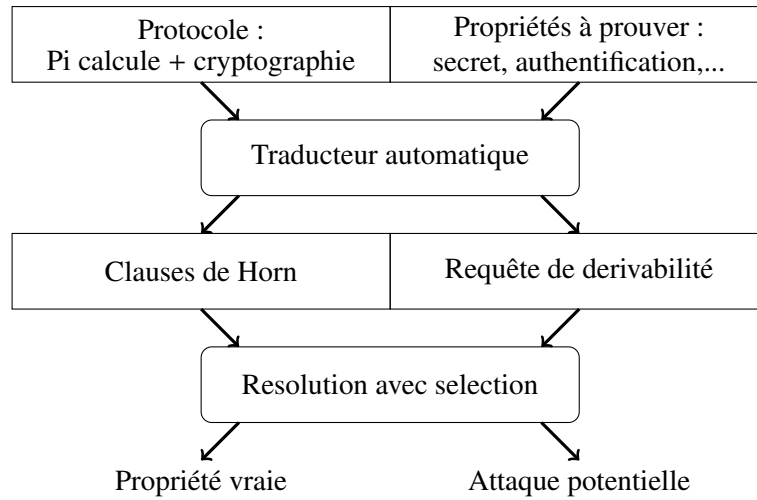 Protocole :
Pi calcule + cryptographie
Propriétés à prouver :
secret, authentification,...
Traducteur automatique
Clauses de Horn
Requête de derivabilité
Resolution avec selection
Propriété vraie
Attaque potentielle